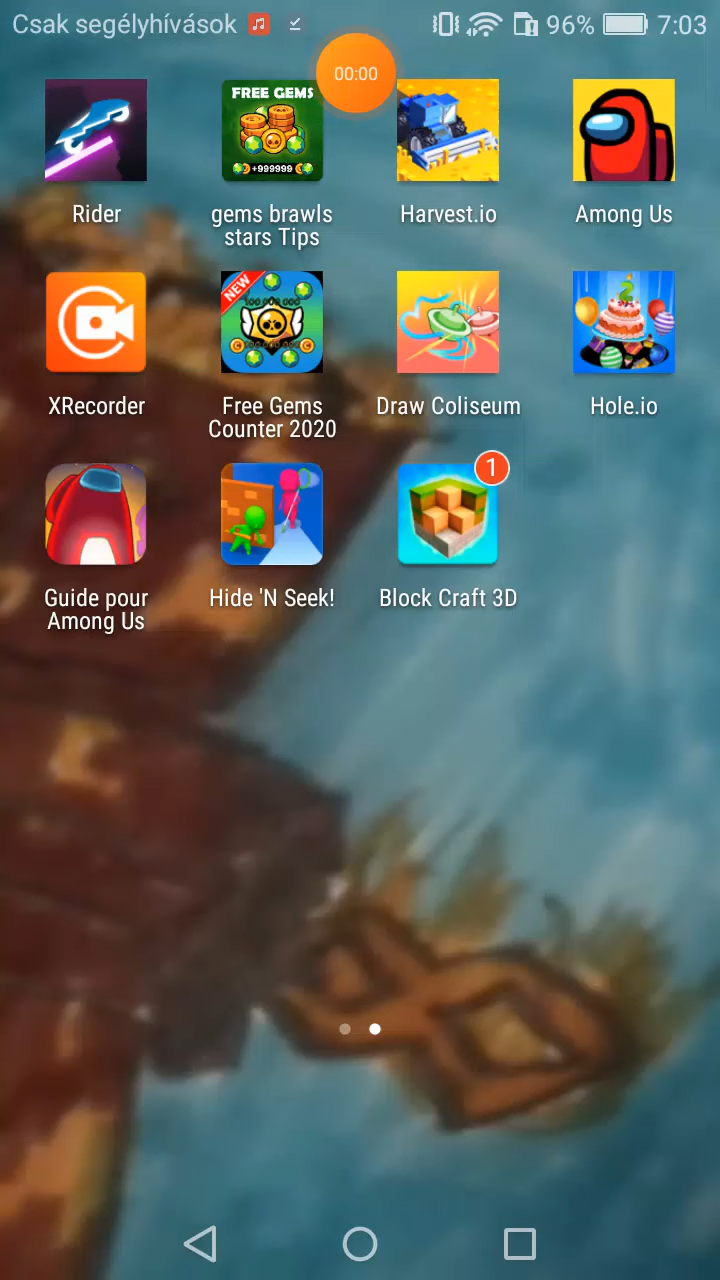 Csak segélyhívások
96%
7:03
00:00
FREE GEMS
+999999
Rider
gems brawls
stars Tips
Harvest.io
Among Us
NEW
2
XRecorder
Free Gems
Counter 2020
Draw Coliseum
Hole.io
1
Guide pour
Among Us
Hide 'N Seek!
Block Craft 3D